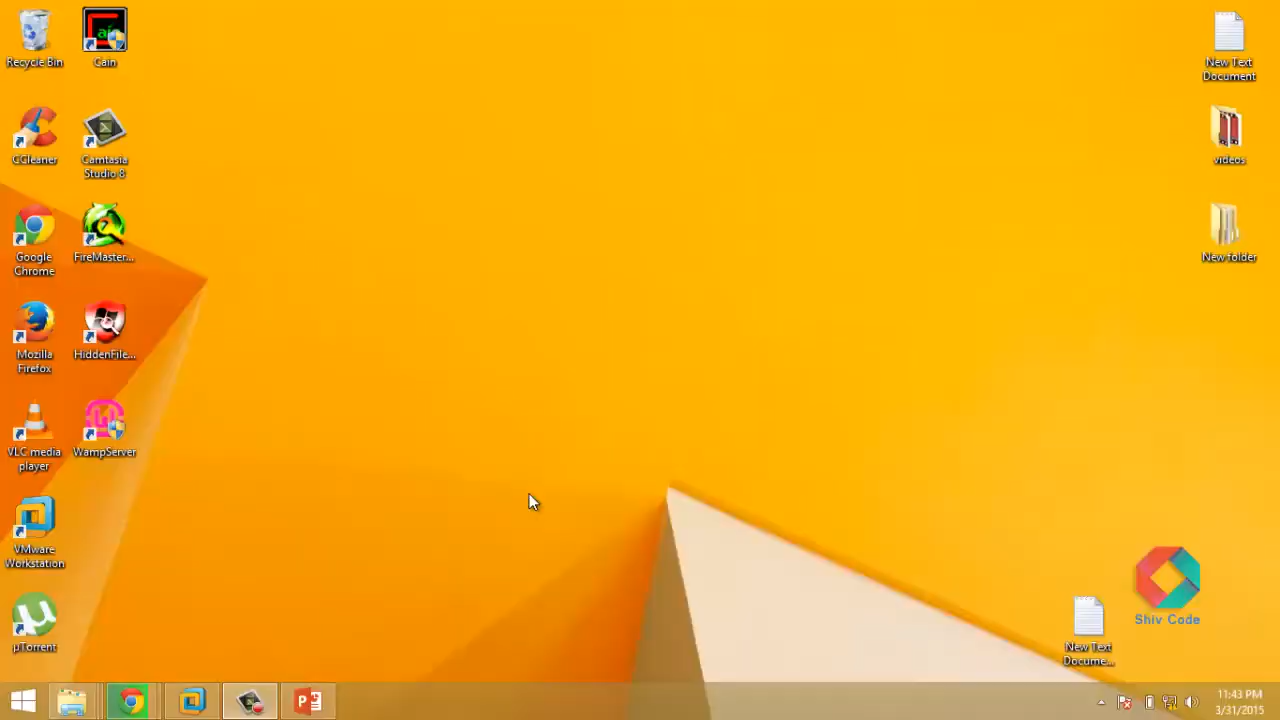 Recycle Bin
Cain
New Text
Document
CCleaner
Camtasia
Studio 8
videos
Google
Chrome
FireMaster...
New folder
Mozilla
Firefox
HiddenFile...
VLC media
player
WampServer
VMware
Workstation
Shiv Code
µTorrent
New Text
Docume...
11:43 PM
3/31/2015